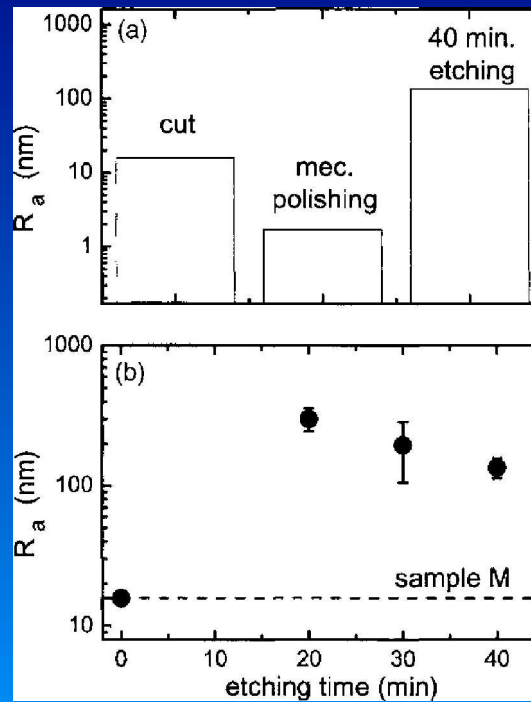 (a)
40 min.
etching
cut
mec.
polishing
1000
100
10
1
R a (nm)
(b)
1000
100
10
R a (nm)
sample M
0 10 20 30 40
etching time (min)